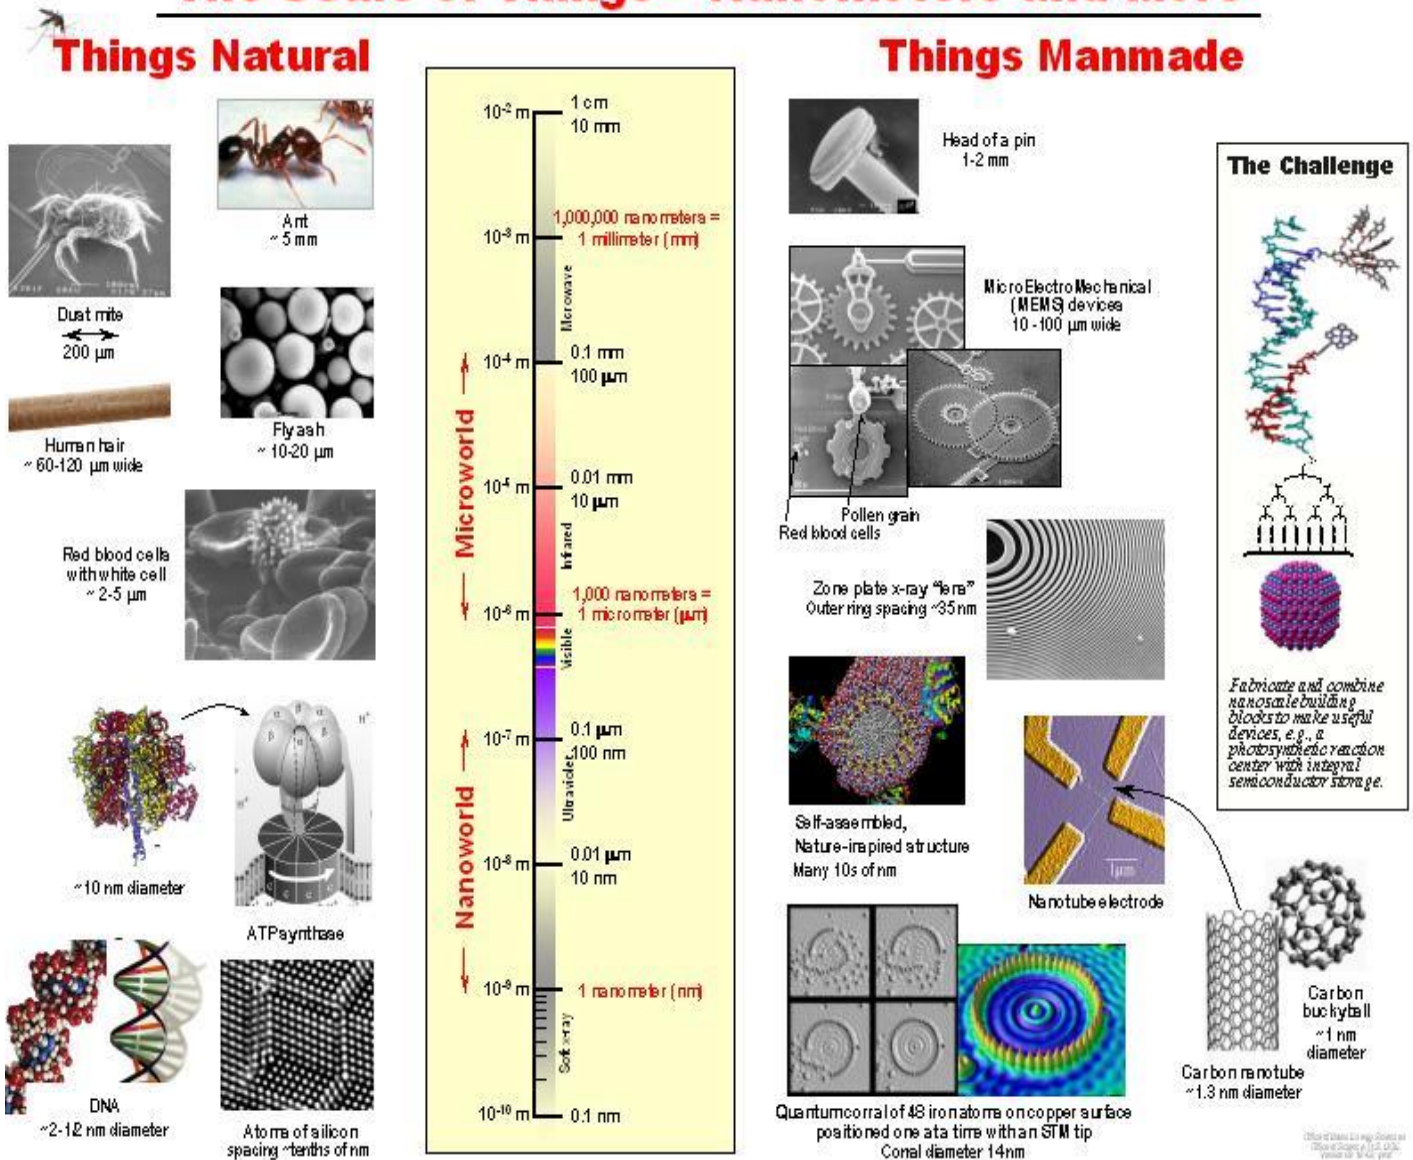 Things Natural
Things Manmade
Ant
~ 5 mm
Dust mite
200 µm
Fly ash
~ 10-20 µm
Human hair
~ 60-120 µm wide
Red blood cells
with white cell
~ 2-5 µm
~10 nm diameter
ATP synthase
DNA
~2-1/2 nm diameter
Atoms of silicon
spacing ~tenths of nm
Microworld
Nanoworld
10-2 m
1 cm
10 mm
1,000,000 nanometers =
10-3 m
1 millimeter (mm)
Microwave
0.1 mm
10-4 m
100 µm
0.01 mm
10-5 m
10 µm
Infrared
1,000 nanometers =
10-6 m
1 micrometer (µm)
Visible
0.1 µm
10-7 m
100 nm
Ultraviolet
0.01 µm
10-8 m
10 nm
10-9 m
1 nanometer (nm)
Soft x-ray
10-10 m
0.1 nm
Head of a pin
1-2 mm
MicroElectroMechanical
(MEMS) devices
10 -100 µm wide
Pollen grain
Red blood cells
Zone plate x-ray “lens”
Outer ring spacing ~35 nm
Self-assembled,
Nature-inspired structure
Many 10s of nm
1µm
Nanotube electrode
Carbon
buckyball
~1 nm
diameter
Carbon nanotube
~1.3 nm diameter
Quantum corral of 48 iron atoms on copper surface
positioned one at a time with an STM tip
Corral diameter 14 nm
The Challenge
Fabricate and combine
nanoscale building
blocks to make useful
devices, e.g., a
photosynthetic reaction
center with integral
semiconductor storage.